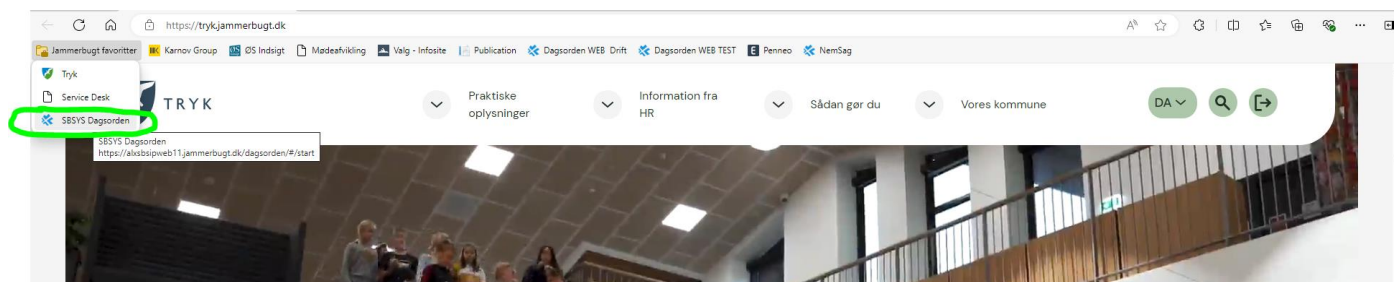 https://tryk.jammerbugt.dk
Jammerbugt favoritter Karnov Group ØS Indsigt Mødeafvikling Valg - Infosite Publication Dagsorden WEB Drift Dagsorden WEB TEST Penneo NemSag
Tryk
Service Desk
SBSYS Dagsorden
SBSYS Dagsorden
https://alxsbsipweb11.jammerbugt.dk/dagsorden/#/start
TRYK
Praktiske
oplysninger
Information fra
HR
Sådan gør du
Vores kommune
DA